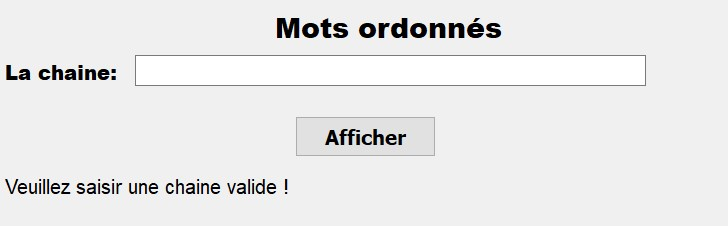 Mots ordonnés
La chaine:
Afficher
Veuillez saisir une chaine valide !